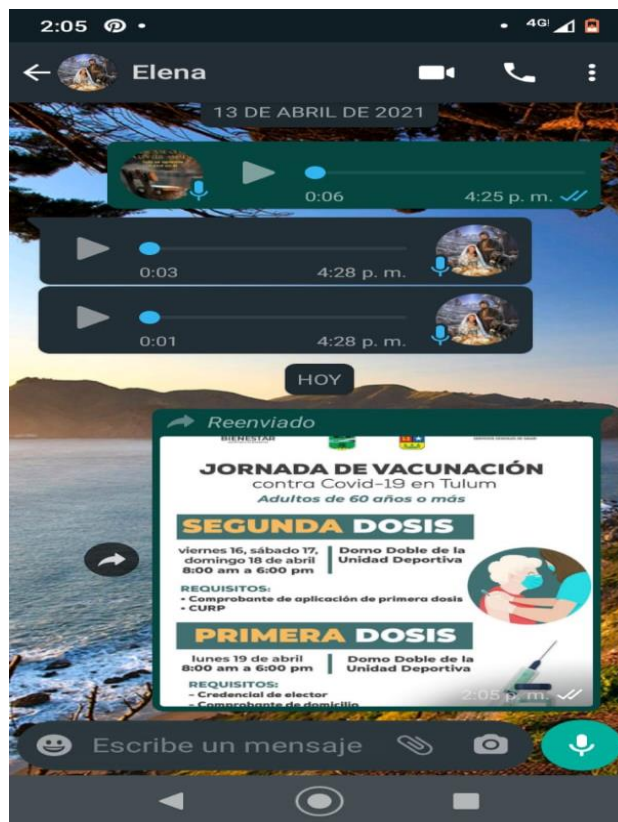 2:05
4G!
Elena
13 DE ABRIL DE 2021
0:06 4:25 p. m.
0:03 4:28 p. m.
0:01 4:28 p. m.
HOY
Reenviado
BIENESTAR
JORNADA DE VACUNACIÓN
contra Covid-19 en Tulum
Adultos de 60 años o más
SEGUNDA DOSIS
viernes 16, sábado 17,
domingo 18 de abril
8:00 am a 6:00 pm
Domo Doble de la
Unidad Deportiva
REQUISITOS:
• Comprobante de aplicación de primera dosis
• CURP
PRIMERA DOSIS
lunes 19 de abril
8:00 am a 6:00 pm
Domo Doble de la
Unidad Deportiva
REQUISITOS:
- Credencial de elector
- Comprobante de domicilio
2:05 p. m.
Escribe un mensaje